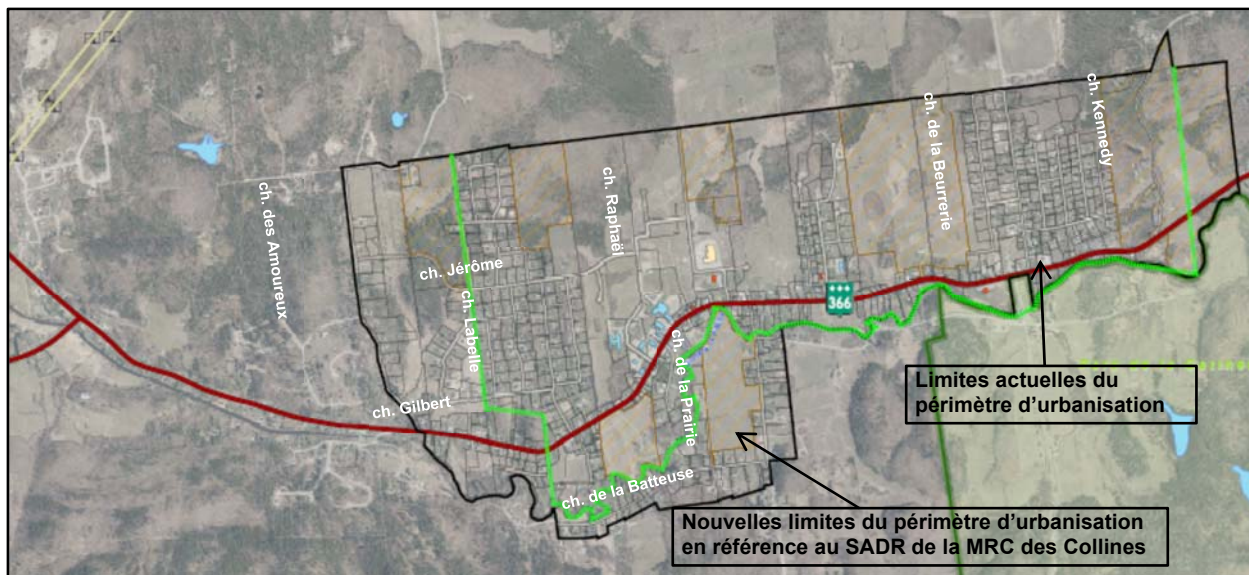 ch. Kennedy
ch. de la Beurrerie
ch. des Amoureux
ch. Raphaël
ch. Jérôme
366
ch. Labelle
ch. de la Prairie
Limites actuelles du
périmètre d’urbanisation
ch. Gilbert
ch. de la Batteuse
Nouvelles limites du périmètre d’urbanisation
en référence au SADR de la MRC des Collines